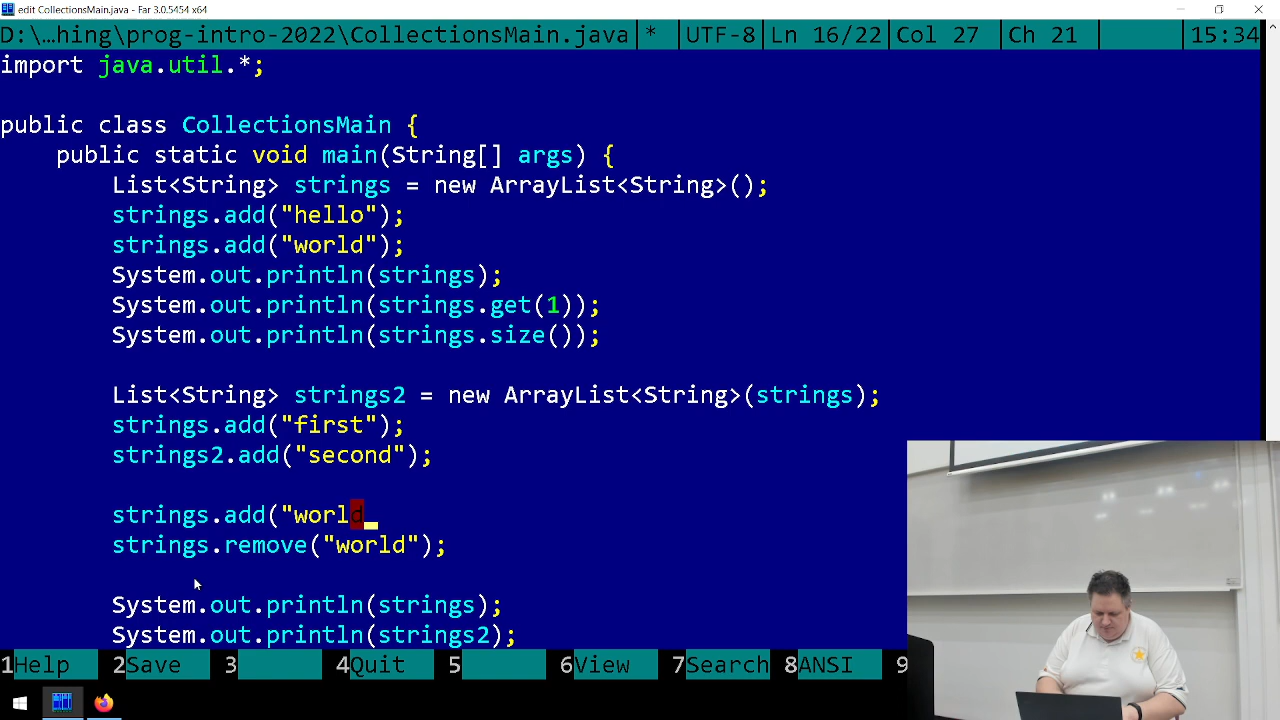 edit CollectionsMain.java - Far 3.0.5454 x64
D:\…hing\prog-intro-2022\CollectionsMain.java * UTF-8 Ln 16/22 Col 27 Ch 21 15:34
import java.util.*;
public class CollectionsMain {
public static void main(String[] args) {
List<String> strings = new ArrayList<String>();
strings.add("hello");
strings.add("world");
System.out.println(strings);
System.out.println(strings.get(1));
System.out.println(strings.size());
List<String> strings2 = new ArrayList<String>(strings);
strings.add("first");
strings2.add("second");
strings.add("world
strings.remove("world");
System.out.println(strings);
System.out.println(strings2);
1Help 2Save 3 4Quit 5 6View 7Search 8ANSI 9